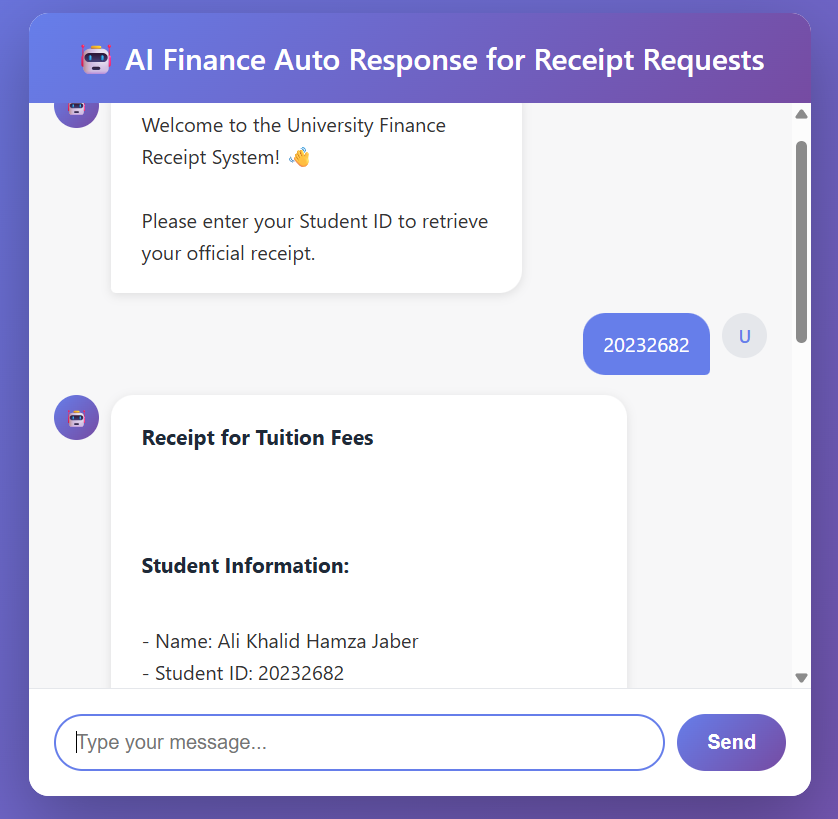 AI Finance Auto Response for Receipt Requests
Welcome to the University Finance
Receipt System! 👋
Please enter your Student ID to retrieve
your official receipt.
20232682
U
Receipt for Tuition Fees
Student Information:
- Name: Ali Khalid Hamza Jaber
- Student ID: 20232682
Type your message...
Send